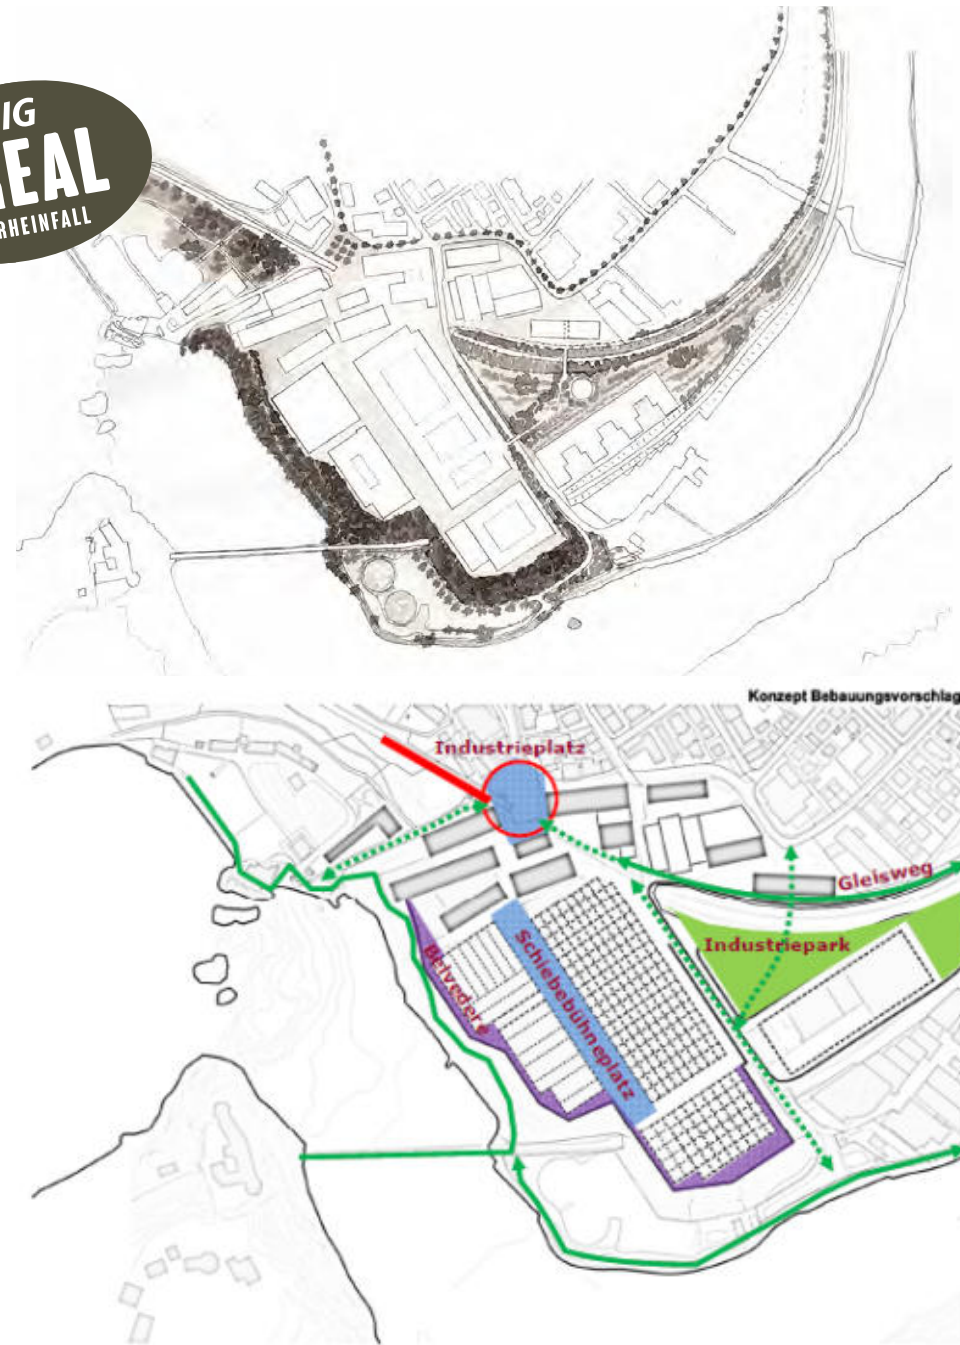 IG
EAL
RHEINFALL
Konzept Bebauungsvorschlag
Industrieplatz
Gleisweg
Industriepark
Belvedere
Schiebebühneplatz